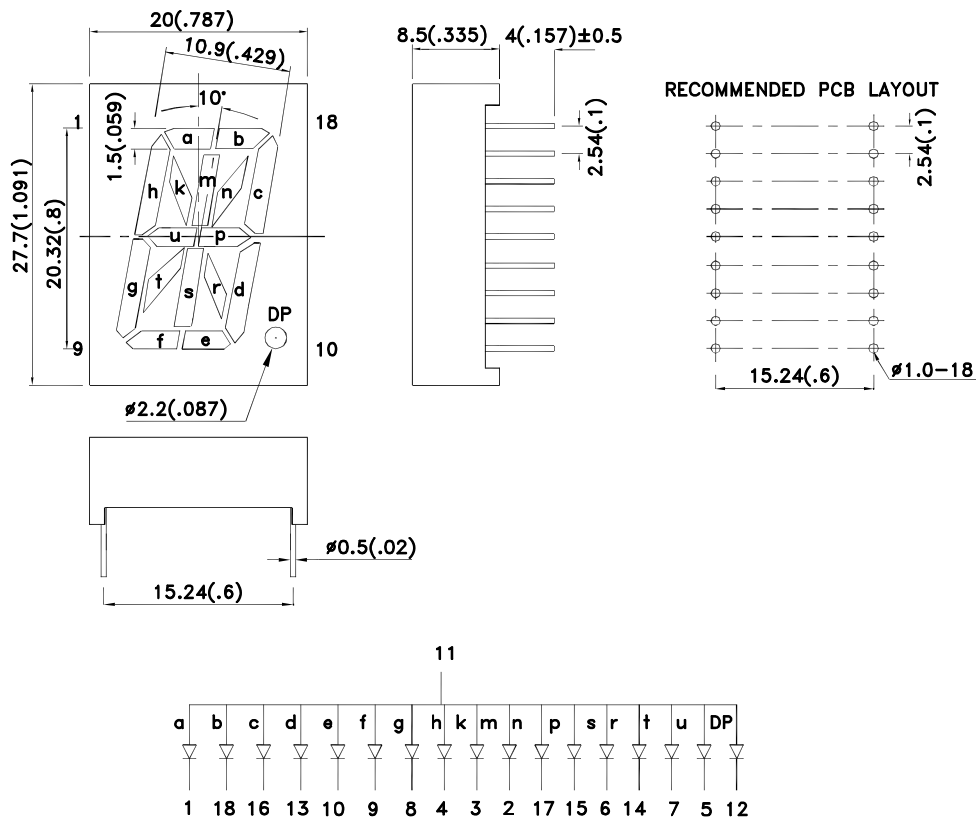 20(.787)
8.5(.335)
4(.157)±0.5
10.9(.429)
RECOMMENDED PCB LAYOUT
10°
1
18
1.5(.059)
a
b
2.54(.1)
2.54(.1)
h
k
m
n
c
27.7(1.091)
20.32(.8)
u
p
g
t
s
r
d
DP
9
f
e
10
15.24(.6)
ø1.0-18
ø2.2(.087)
ø0.5(.02)
15.24(.6)
11
a b c d e f g h k m n p s r t u DP
1 18 16 13 10 9 8 4 3 2 17 15 6 14 7 5 12